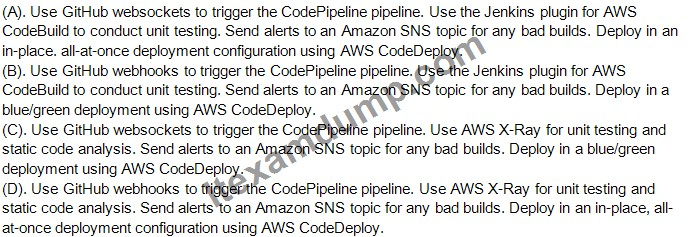 (A). Use GitHub websockets to trigger the CodePipeline pipeline. Use the Jenkins plugin for AWS
CodeBuild to conduct unit testing. Send alerts to an Amazon SNS topic for any bad builds. Deploy in an
in-place. all-at-once deployment configuration using AWS CodeDeploy.
(B). Use GitHub webhooks to trigger the CodePipeline pipeline. Use the Jenkins plugin for AWS
CodeBuild to conduct unit testing. Send alerts to an Amazon SNS topic for any bad builds. Deploy in a
blue/green deployment using AWS CodeDeploy.
(C). Use GitHub websockets to trigger the CodePipeline pipeline. Use AWS X-Ray for unit testing and
static code analysis. Send alerts to an Amazon SNS topic for any bad builds. Deploy in a blue/green
deployment using AWS CodeDeploy.
(D). Use GitHub webhooks to trigger the CodePipeline pipeline. Use AWS X-Ray for unit testing and
static code analysis. Send alerts to an Amazon SNS topic for any bad builds. Deploy in an in-place, all-
at-once deployment configuration using AWS CodeDeploy.
itexamdump.com